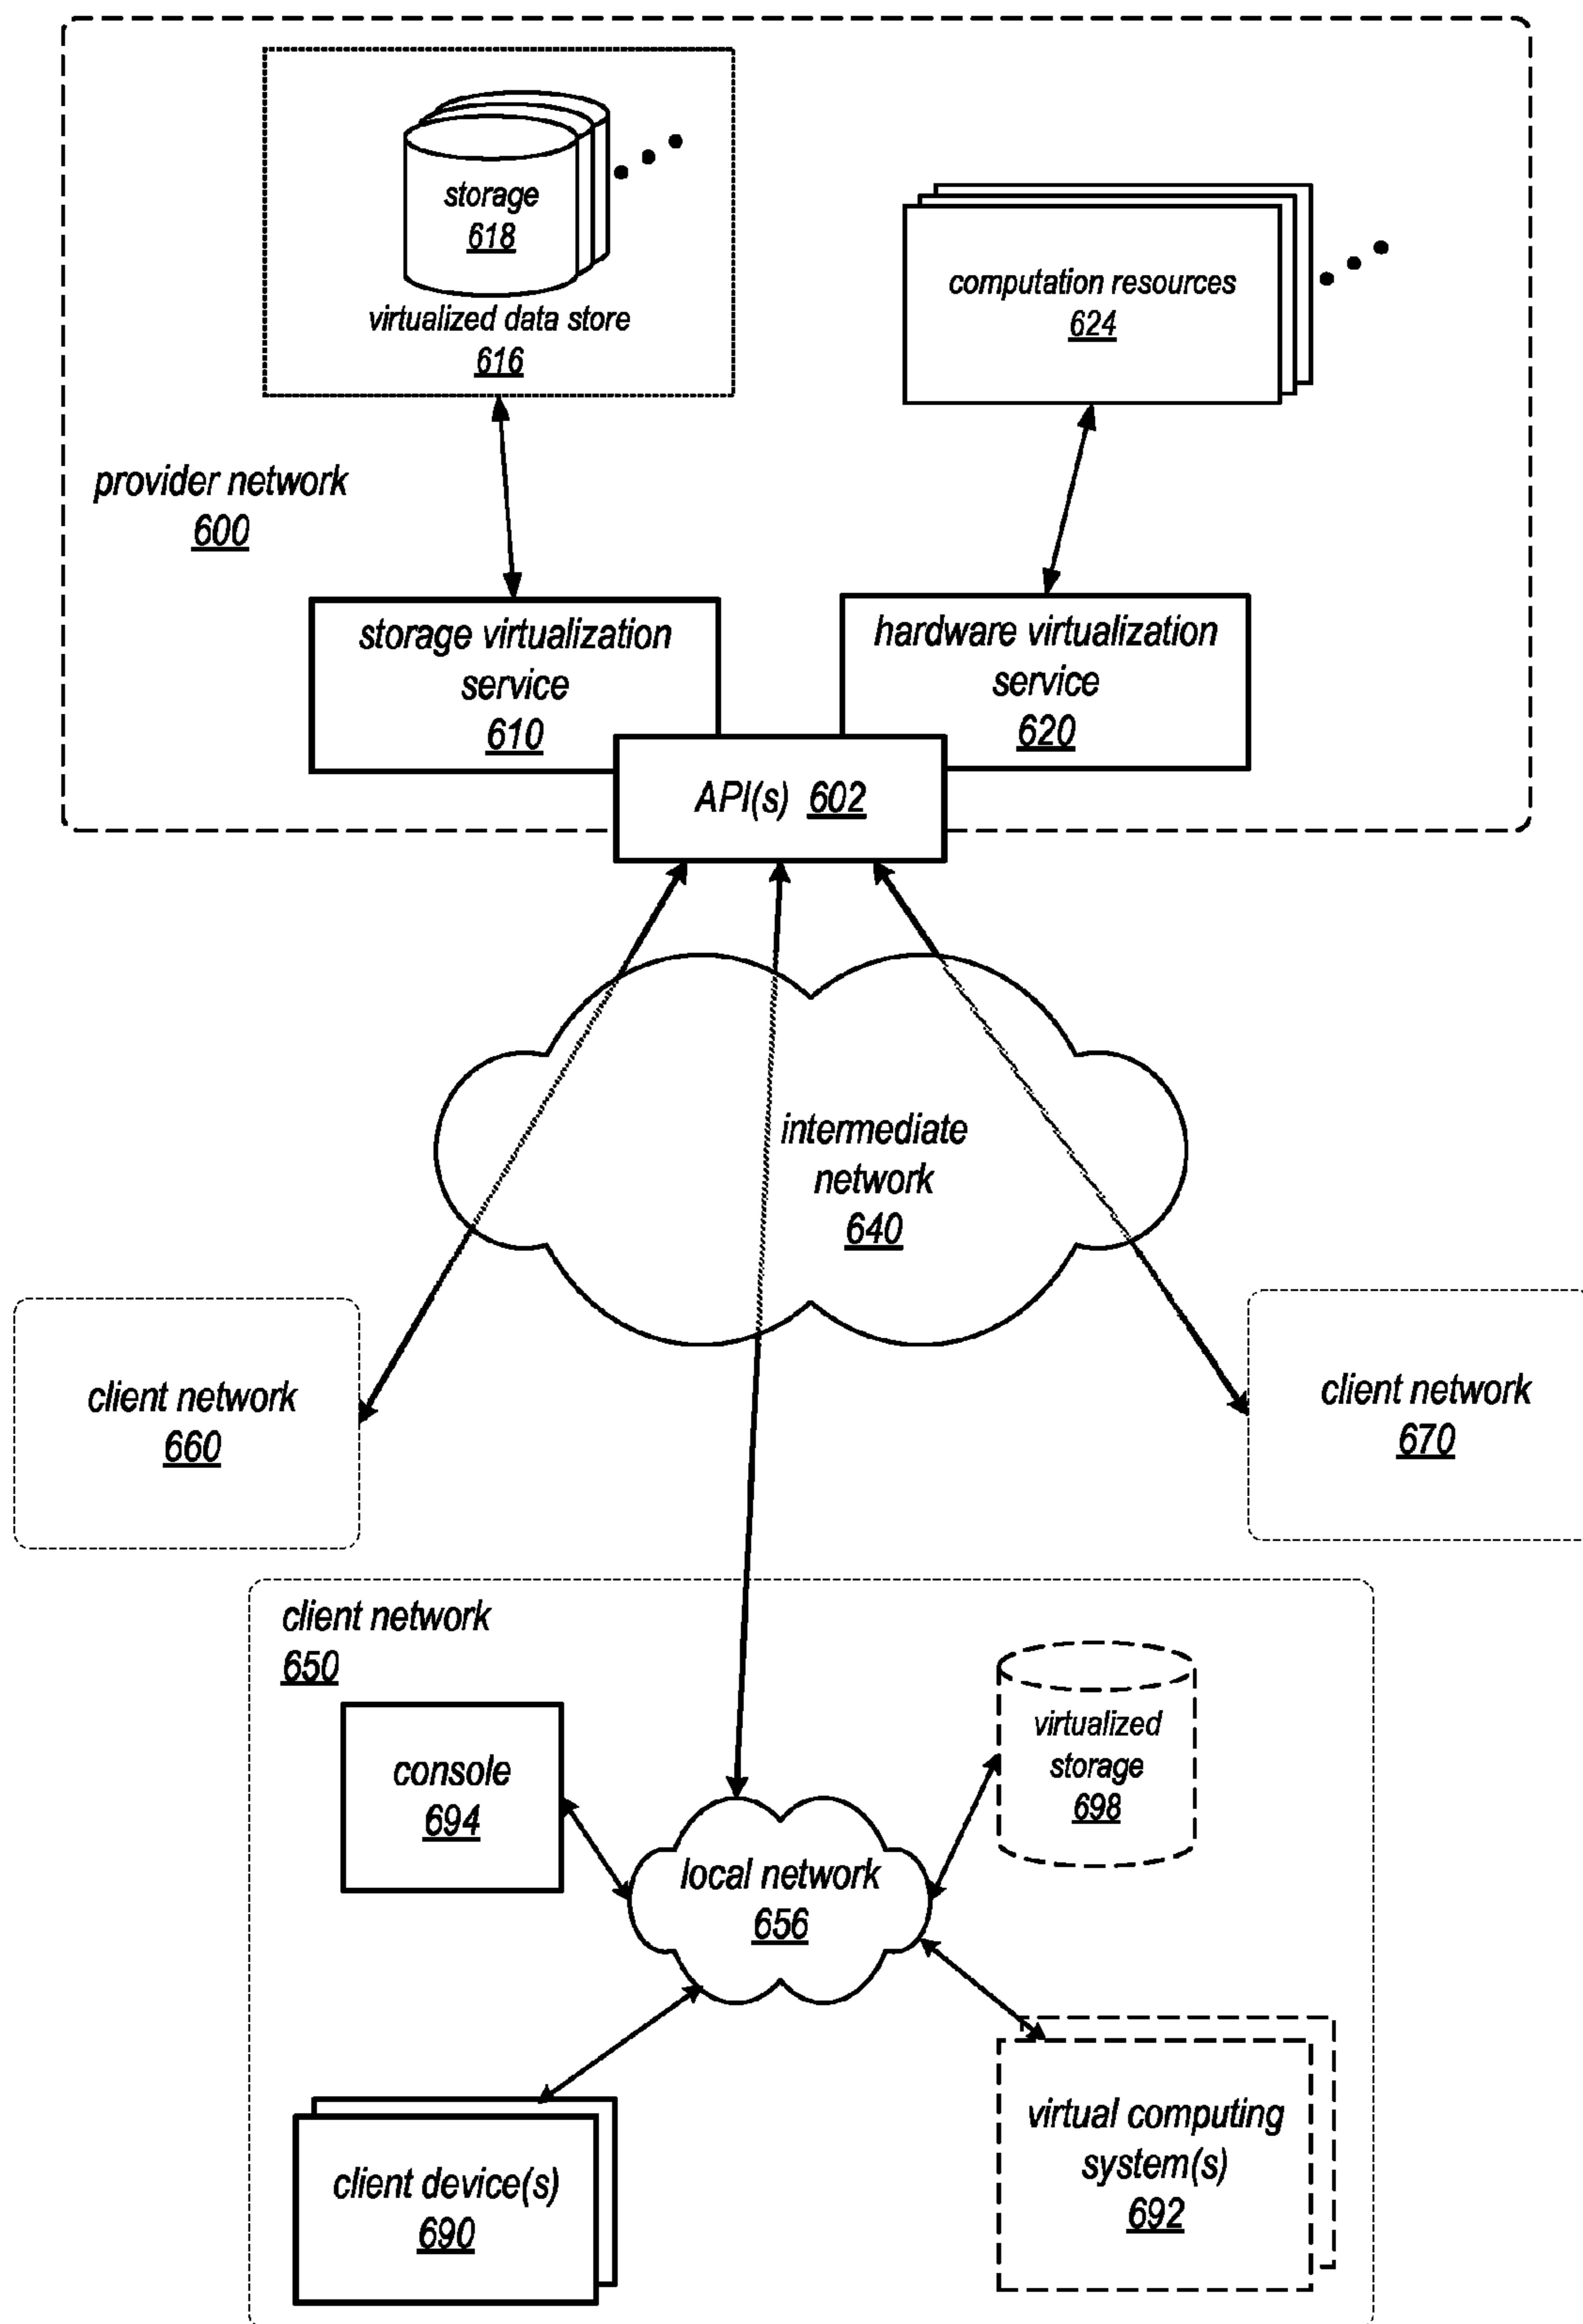 storage
618
virtualized data store
616
computation resources
624
provider network
600
storage virtualization
service
610
hardware virtualization
service
620
API(s) 602
intermediate
network
640
client network
660
client network
670
client network
650
console
694
virtualized
storage
698
local network
656
client device(s)
690
virtual computing
system(s)
692